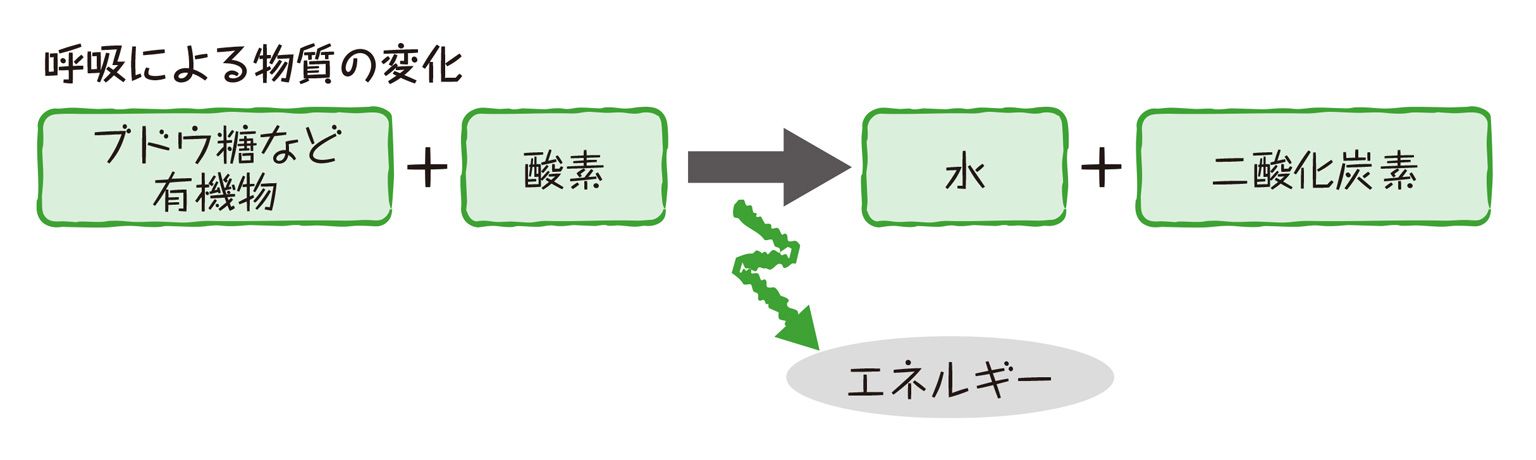 呼吸による物質の変化
ブドウ糖など
有機物
+
酸素
水
+
二酸化炭素
エネルギー